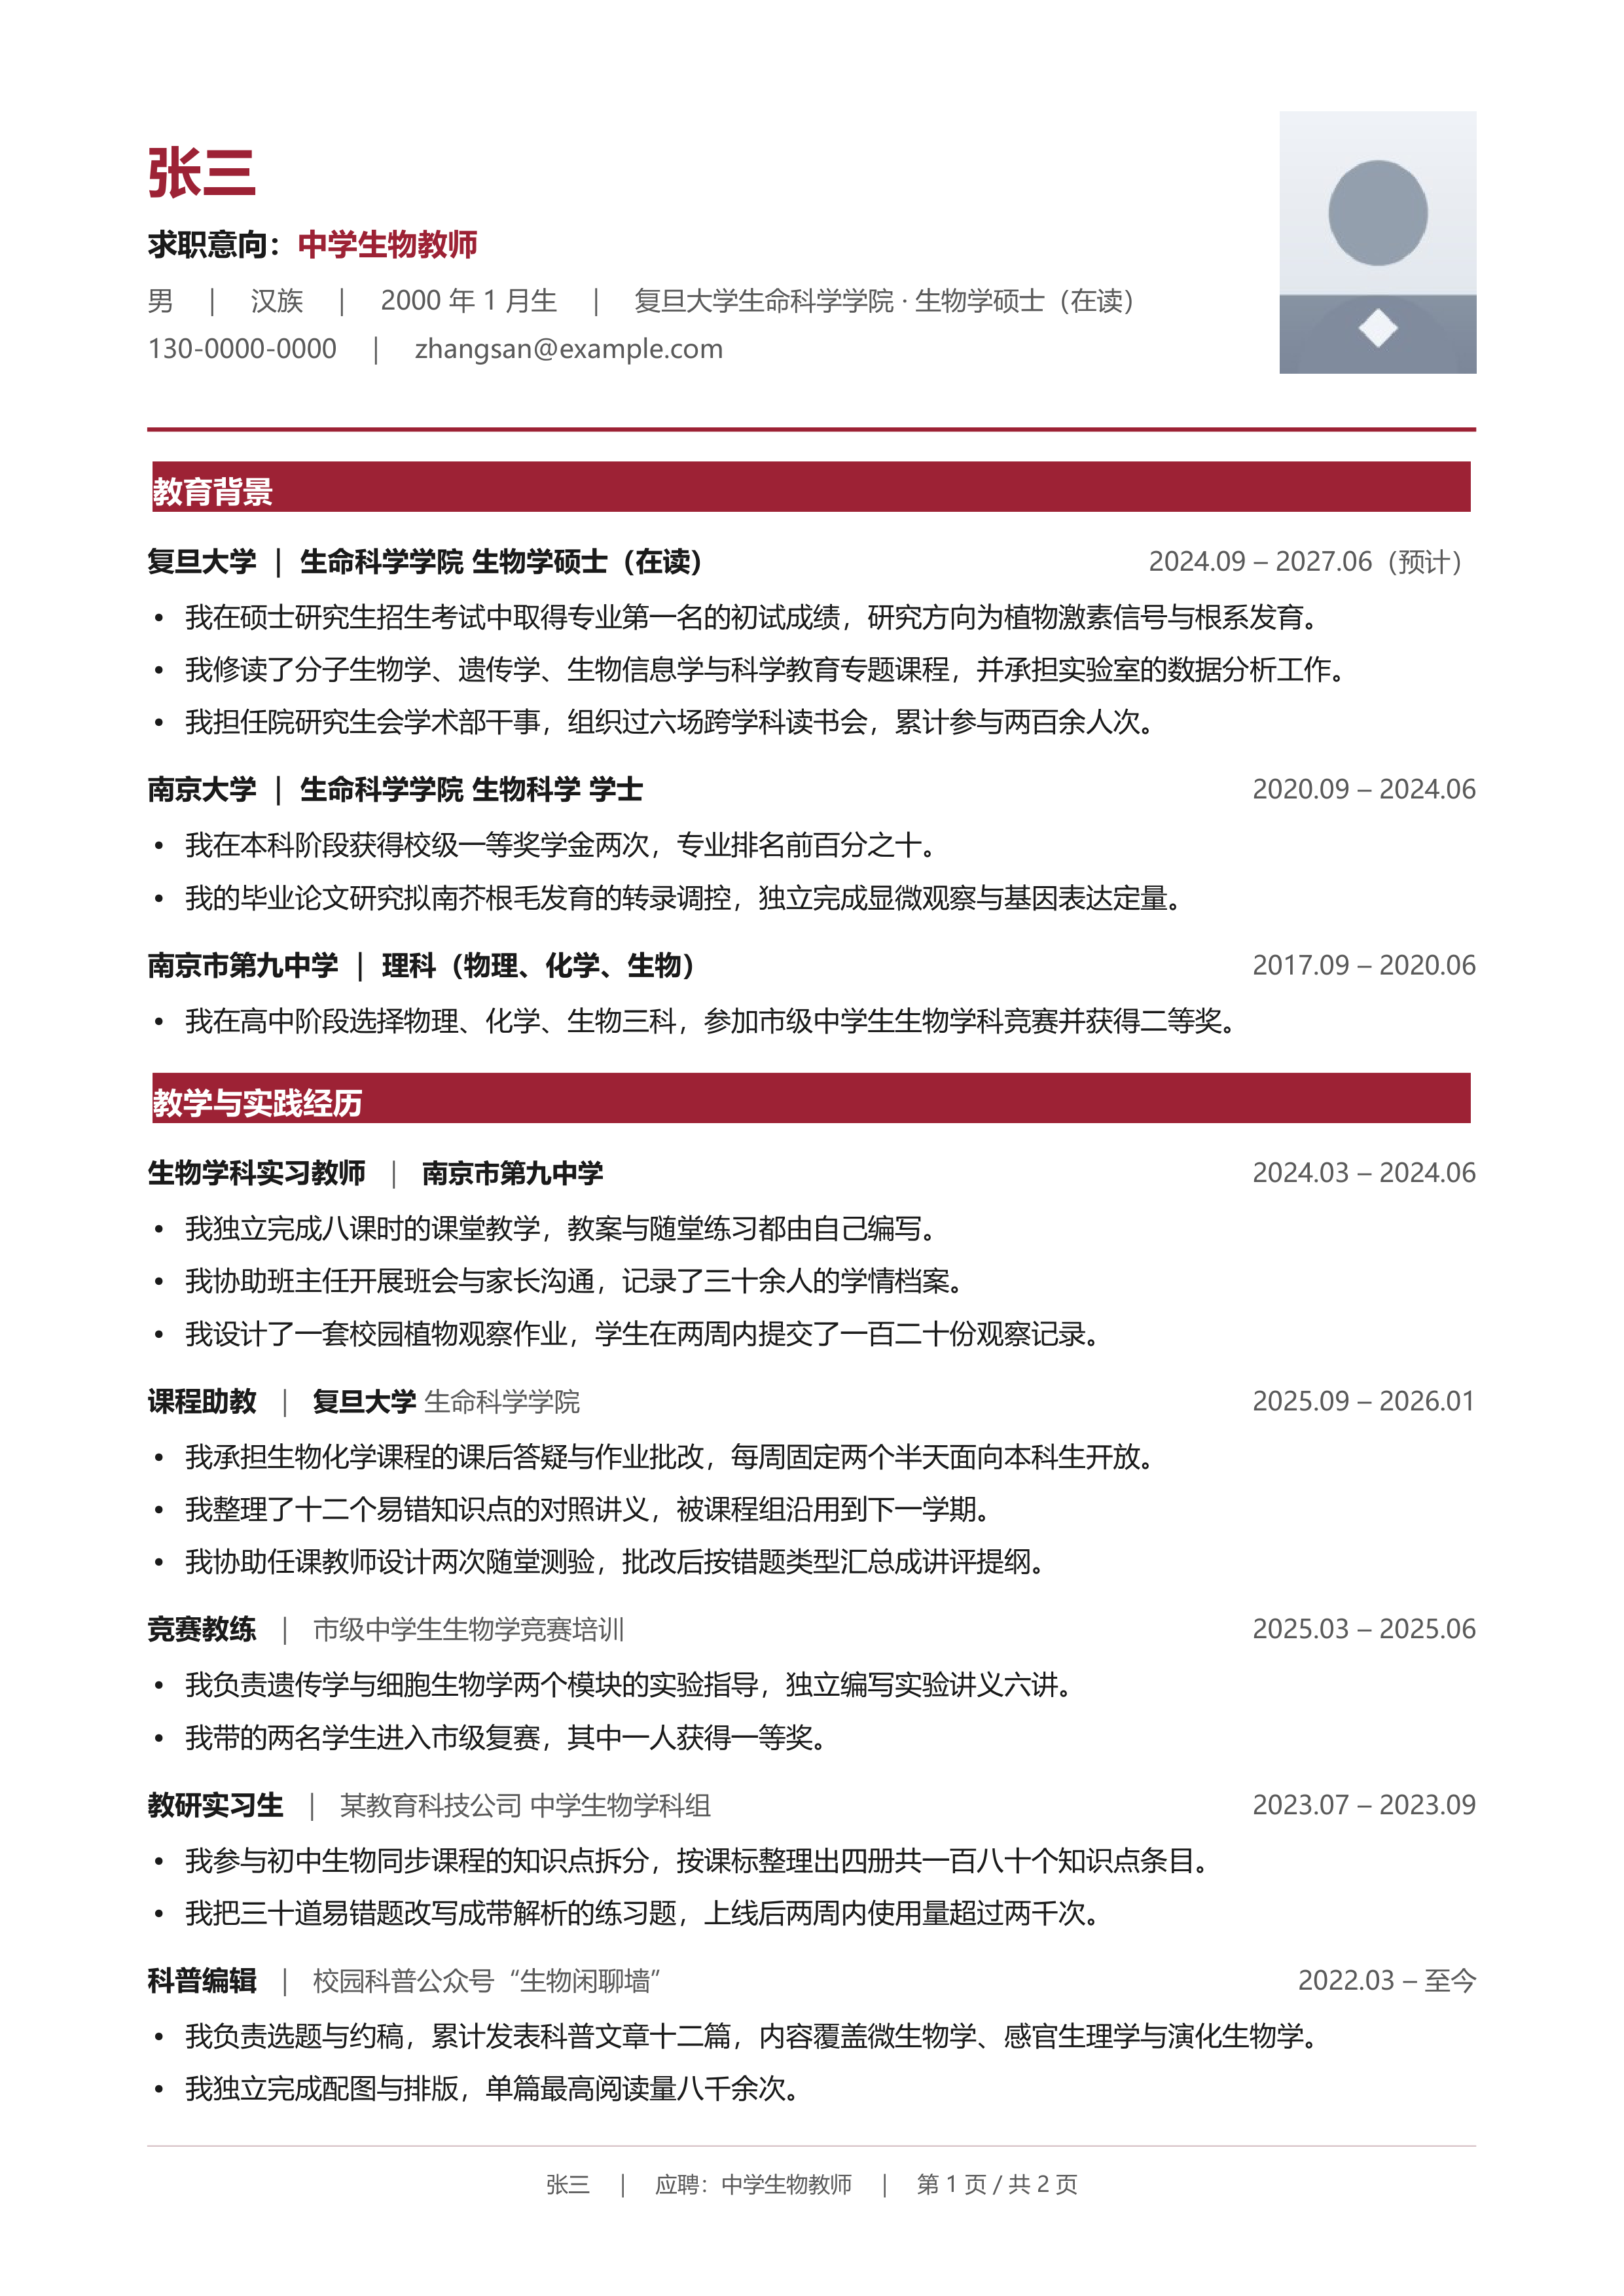 张三
求职意向：中学生物教师
男 | 汉族 | 2000 年 1 月生 | 复旦大学生命科学学院 · 生物学硕士（在读）
130-0000-0000 | zhangsan@example.com
教育背景
复旦大学 | 生命科学学院 生物学硕士（在读） 2024.09 – 2027.06（预计）
• 我在硕士研究生招生考试中取得专业第一名的初试成绩，研究方向为植物激素信号与根系发育。
• 我修读了分子生物学、遗传学、生物信息学与科学教育专题课程，并承担实验室的数据分析工作。
• 我担任院研究生会学术部干事，组织过六场跨学科读书会，累计参与两百余人次。
南京大学 | 生命科学学院 生物科学 学士 2020.09 – 2024.06
• 我在本科阶段获得校级一等奖学金两次，专业排名前百分之十。
• 我的毕业论文研究拟南芥根毛发育的转录调控，独立完成显微观察与基因表达定量。
南京市第九中学 | 理科（物理、化学、生物） 2017.09 – 2020.06
• 我在高中阶段选择物理、化学、生物三科，参加市级中学生生物学科竞赛并获得二等奖。
教学与实践经历
生物学科实习教师 | 南京市第九中学 2024.03 – 2024.06
• 我独立完成八课时的课堂教学，教案与随堂练习都由自己编写。
• 我协助班主任开展班会与家长沟通，记录了三十余人的学情档案。
• 我设计了一套校园植物观察作业，学生在两周内提交了一百二十份观察记录。
课程助教 | 复旦大学 生命科学学院 2025.09 – 2026.01
• 我承担生物化学课程的课后答疑与作业批改，每周固定两个半天面向本科生开放。
• 我整理了十二个易错知识点的对照讲义，被课程组沿用到下一学期。
• 我协助任课教师设计两次随堂测验，批改后按错题类型汇总成讲评提纲。
竞赛教练 | 市级中学生生物学竞赛培训 2025.03 – 2025.06
• 我负责遗传学与细胞生物学两个模块的实验指导，独立编写实验讲义六讲。
• 我带的两名学生进入市级复赛，其中一人获得一等奖。
教研实习生 | 某教育科技公司 中学生物学科组 2023.07 – 2023.09
• 我参与初中生物同步课程的知识点拆分，按课标整理出四册共一百八十个知识点条目。
• 我把三十道易错题改写成带解析的练习题，上线后两周内使用量超过两千次。
科普编辑 | 校园科普公众号“生物闲聊墙” 2022.03 – 至今
• 我负责选题与约稿，累计发表科普文章十二篇，内容覆盖微生物学、感官生理学与演化生物学。
• 我独立完成配图与排版，单篇最高阅读量八千余次。
张三 | 应聘：中学生物教师 | 第 1 页 / 共 2 页